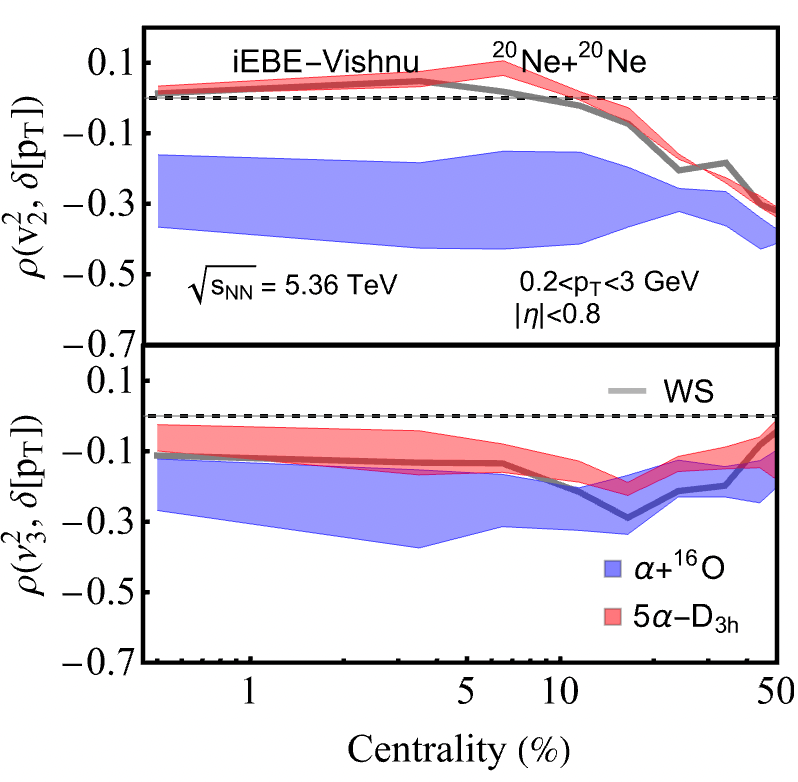 iEBE−Vishnu ²⁰Ne+²⁰Ne
0.1
−0.1
−0.3
−0.5
−0.7
ρ(v₂², δ[p_T])
√s_NN = 5.36 TeV
0.2<p_T<3 GeV
|η|<0.8
0.1
−0.1
−0.3
−0.5
−0.7
ρ(v₃², δ[p_T])
WS
α+¹⁶O
5α−D₃ₕ
1 5 10 50
Centrality (%)